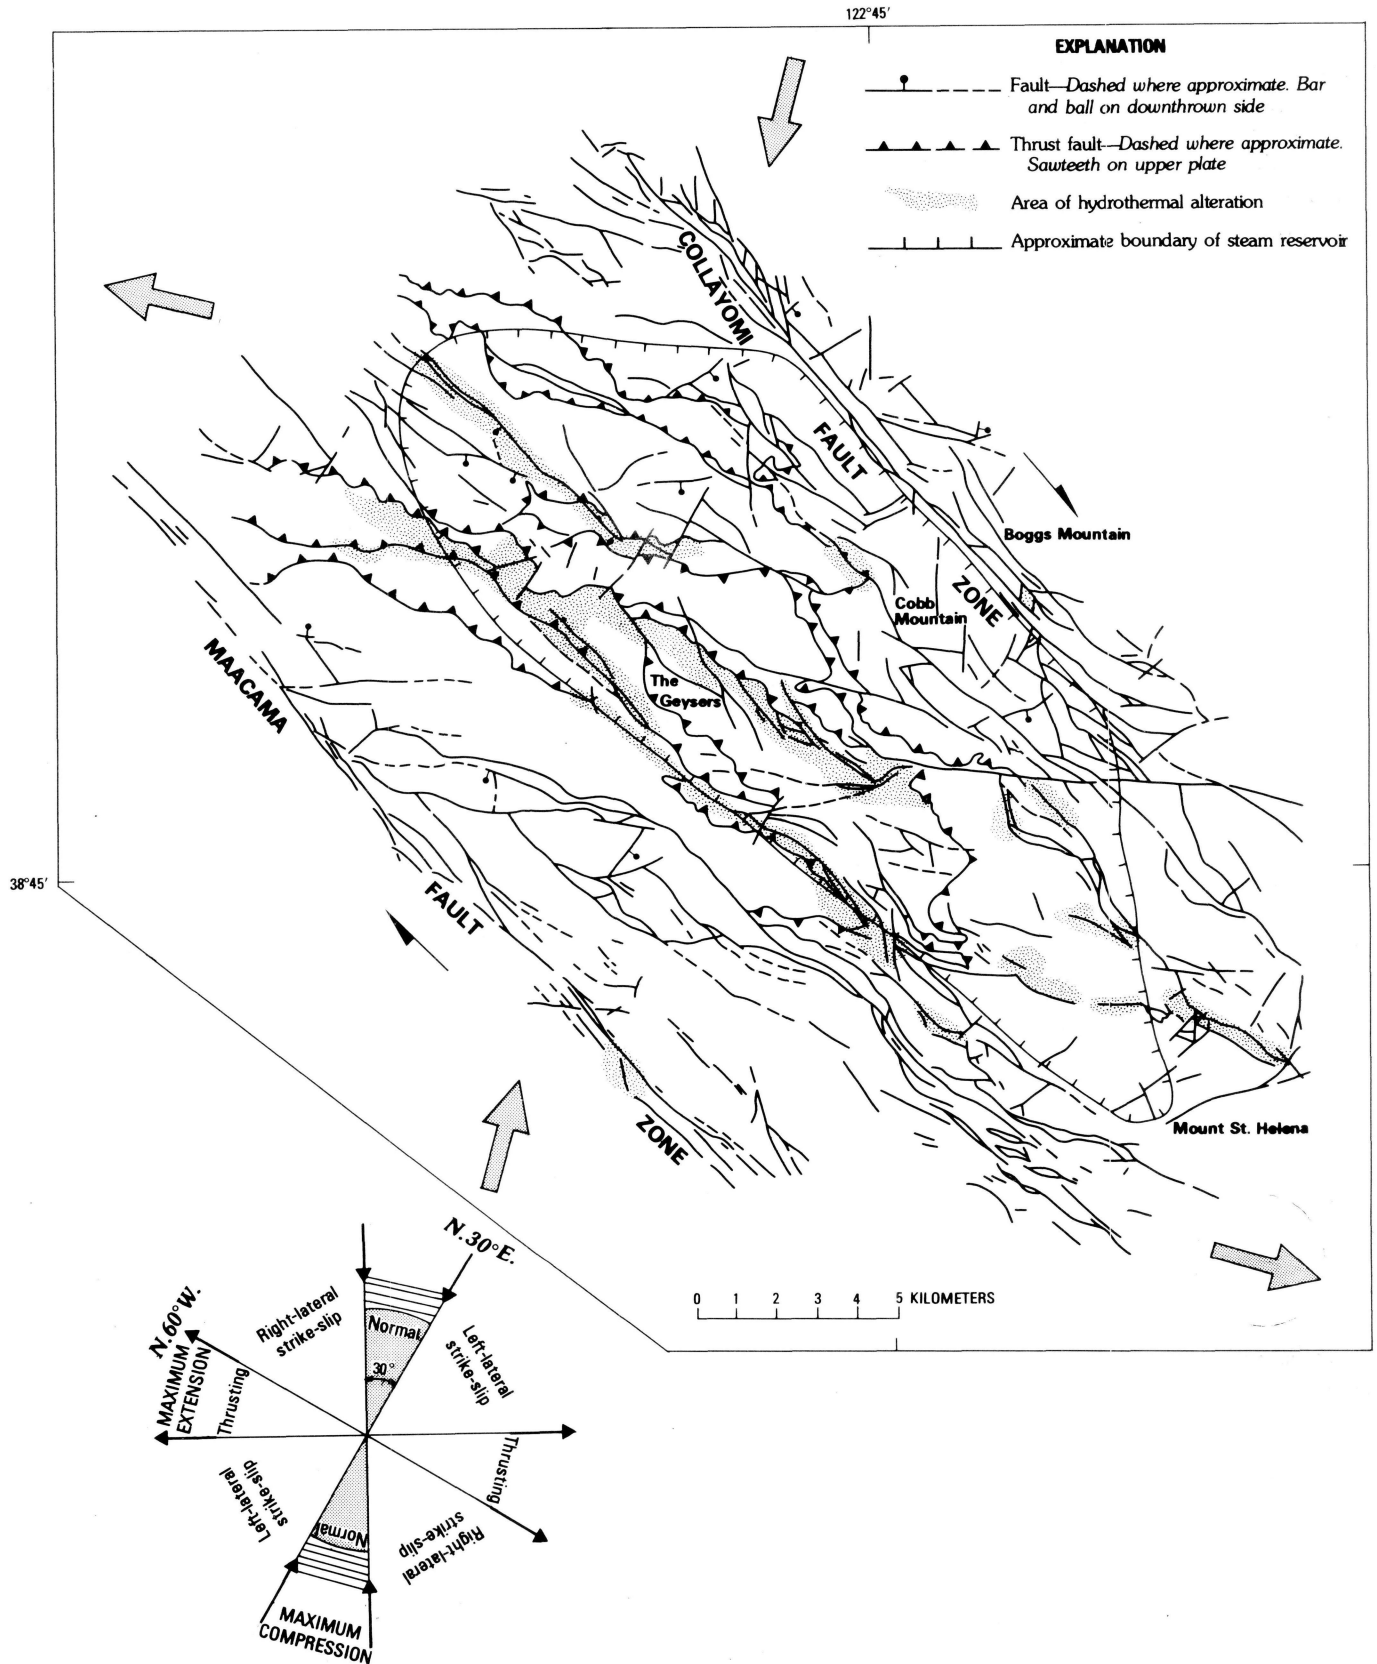 122°45'
EXPLANATION
Fault—Dashed where approximate. Bar
and ball on downthrown side
Thrust fault—Dashed where approximate.
Sawteeth on upper plate
Area of hydrothermal alteration
Approximate boundary of steam reservoir
COLLAYOMI
FAULT
ZONE
Boggs Mountain
Cobb
Mountain
The
Geysers
MAACAMA
FAULT
ZONE
38°45'
Mount St. Helena
0 1 2 3 4 5 KILOMETERS
N.30°E.
N.60°W.
Right-lateral
strike-slip
Normal
30°
Left-lateral
strike-slip
MAXIMUM
EXTENSION
Thrusting
Thrusting
Left-lateral
strike-slip
Normal
Right-lateral
strike-slip
MAXIMUM
COMPRESSION